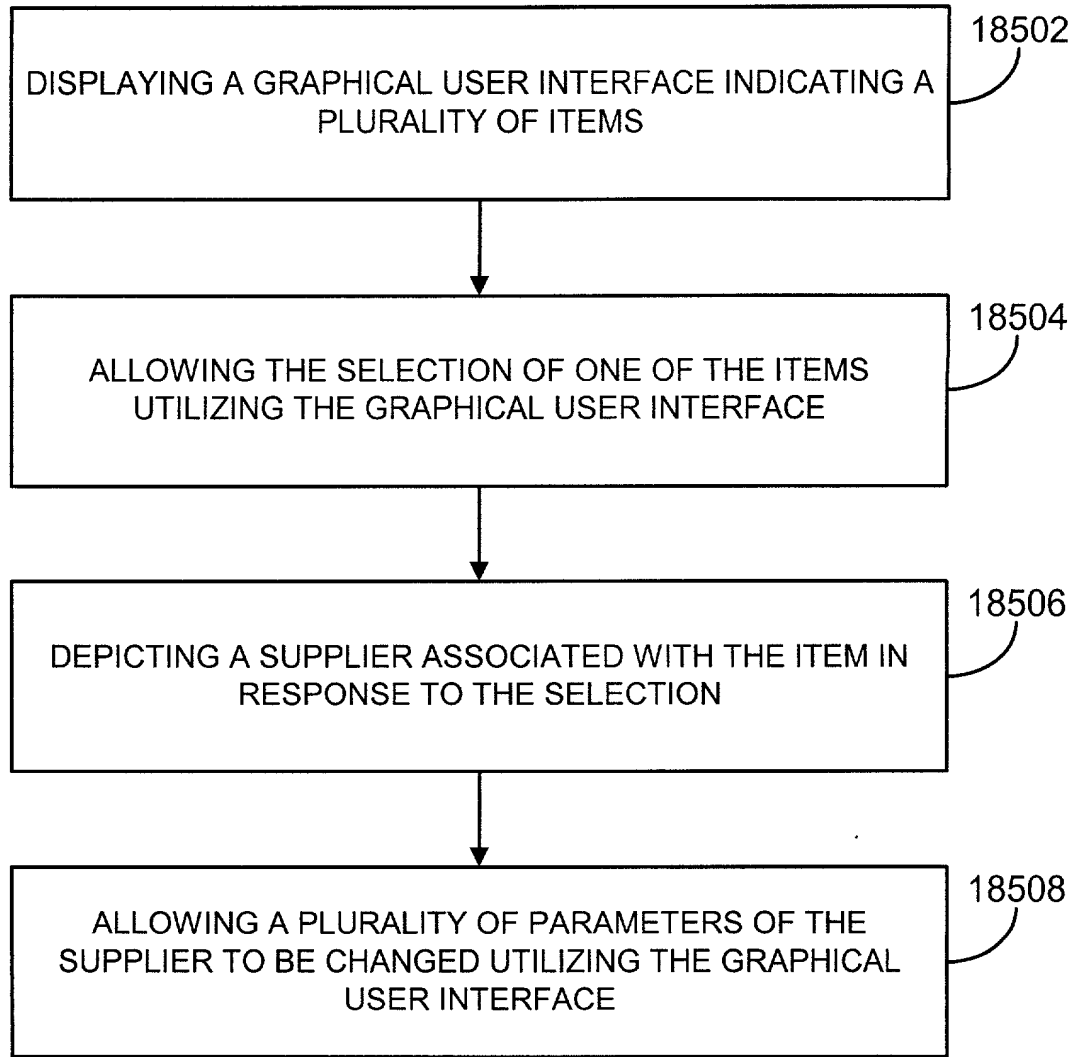 18502
DISPLAYING A GRAPHICAL USER INTERFACE INDICATING A
PLURALITY OF ITEMS
18504
ALLOWING THE SELECTION OF ONE OF THE ITEMS
UTILIZING THE GRAPHICAL USER INTERFACE
18506
DEPICTING A SUPPLIER ASSOCIATED WITH THE ITEM IN
RESPONSE TO THE SELECTION
18508
ALLOWING A PLURALITY OF PARAMETERS OF THE
SUPPLIER TO BE CHANGED UTILIZING THE GRAPHICAL
USER INTERFACE